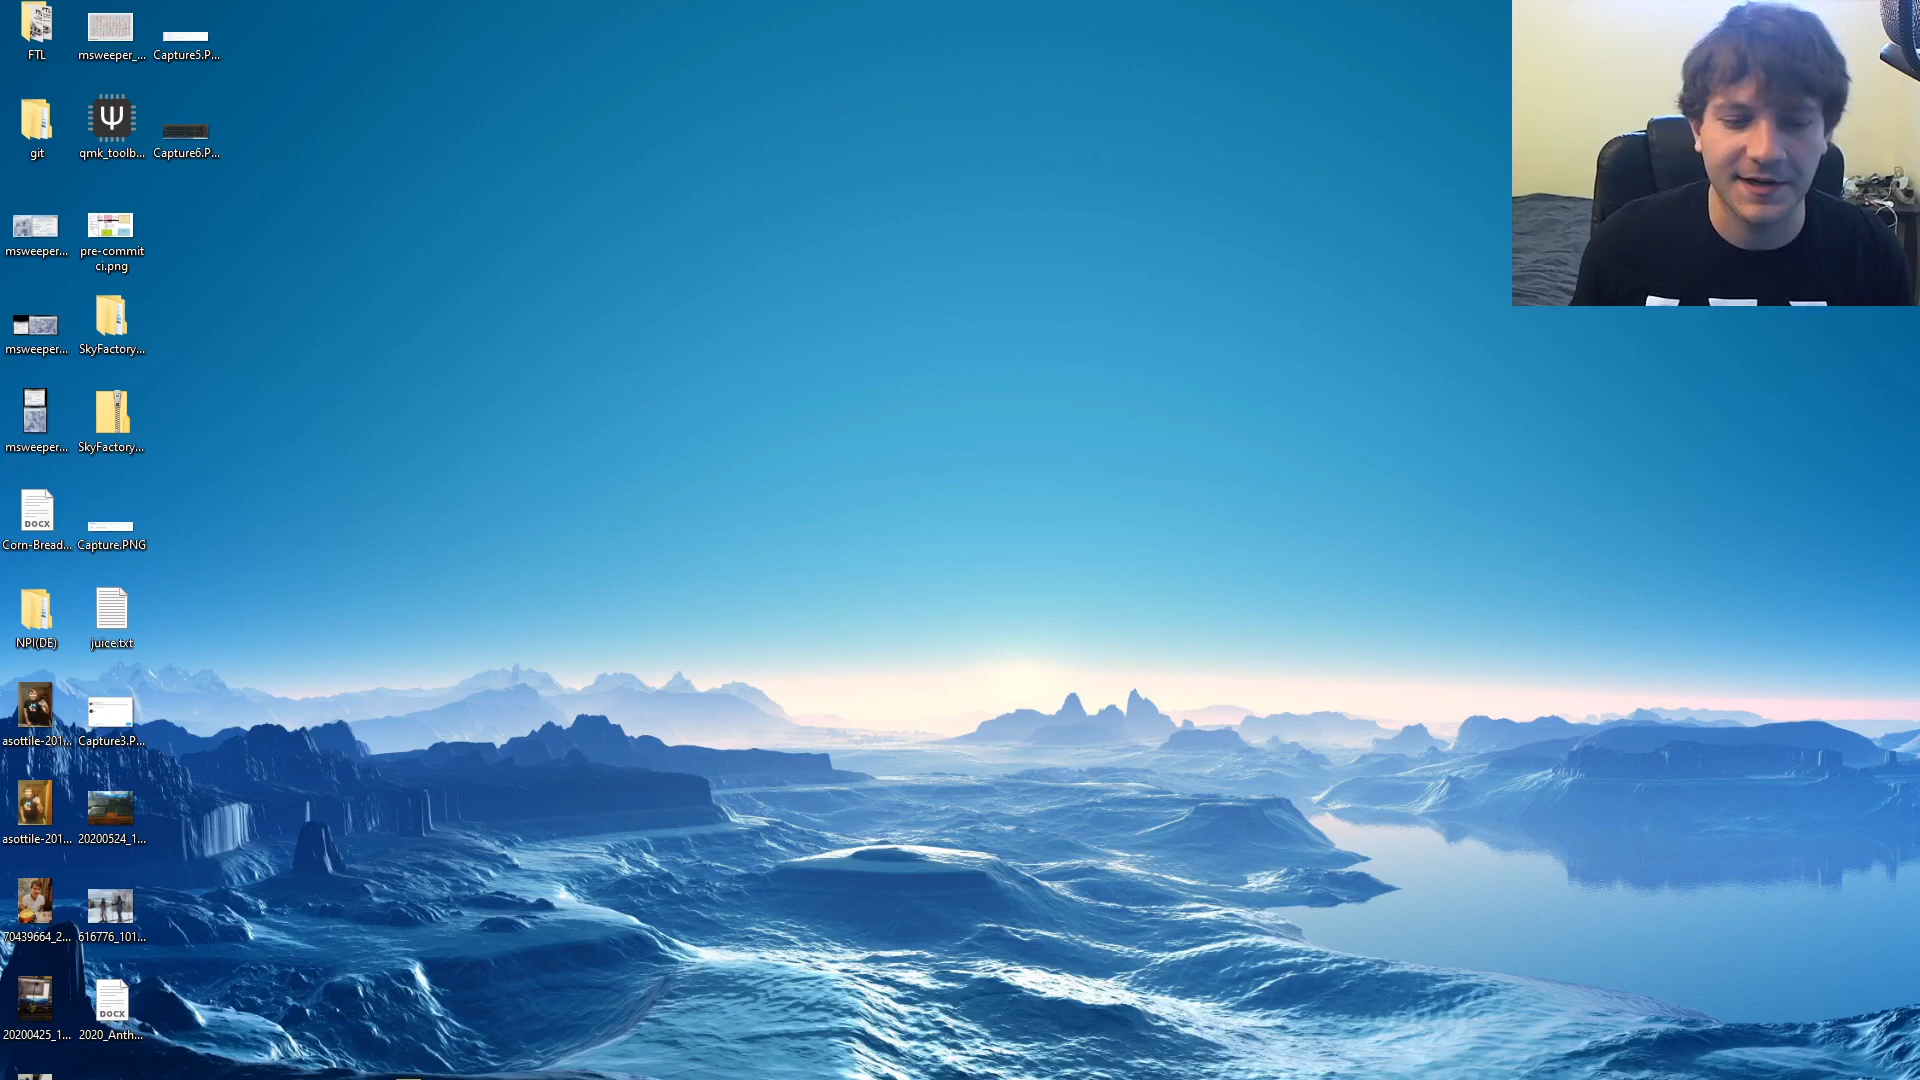 FTL
msweeper_...
Capture5.P...
git
qmk_toolb...
Capture6.P...
msweeper...
pre-commit
ci.png
msweeper...
SkyFactory...
msweeper...
SkyFactory...
DOCX
Corn-Bread...
Capture.PNG
NPI(DE)
juice.txt
asottile-201...
Capture3.P...
asottile-201...
20200524_1...
70439664_2...
616776_101...
20200425_1...
DOCX
2020_Anth...